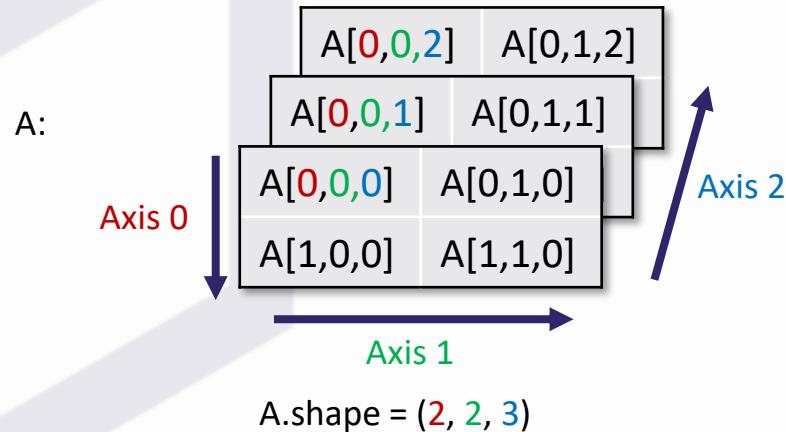 A[0,0,2] A[0,1,2]
A[0,0,1] A[0,1,1]
A:
A[0,0,0] A[0,1,0]
Axis 2
Axis 0
A[1,0,0] A[1,1,0]
Axis 1
A.shape = (2, 2, 3)